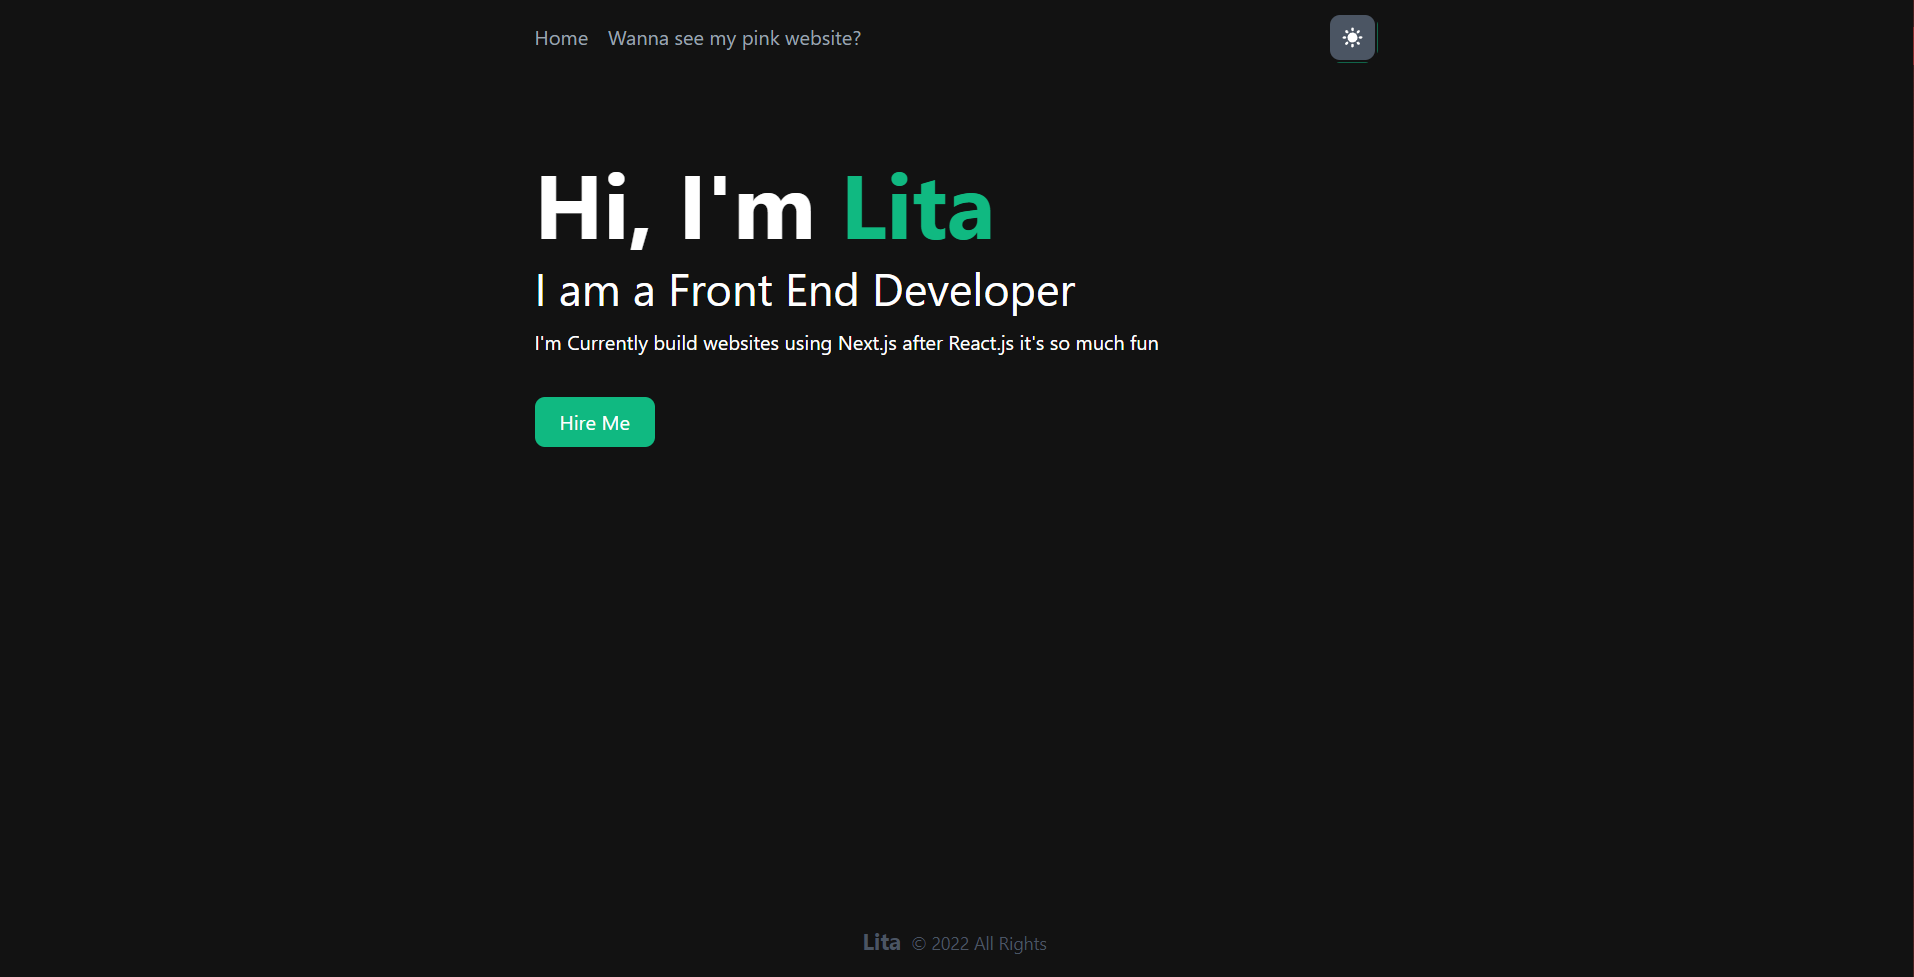 Home Wanna see my pink website?
Hi, I'm Lita
I am a Front End Developer
I'm Currently build websites using Next.js after React.js it's so much fun
Hire Me
Lita © 2022 All Rights